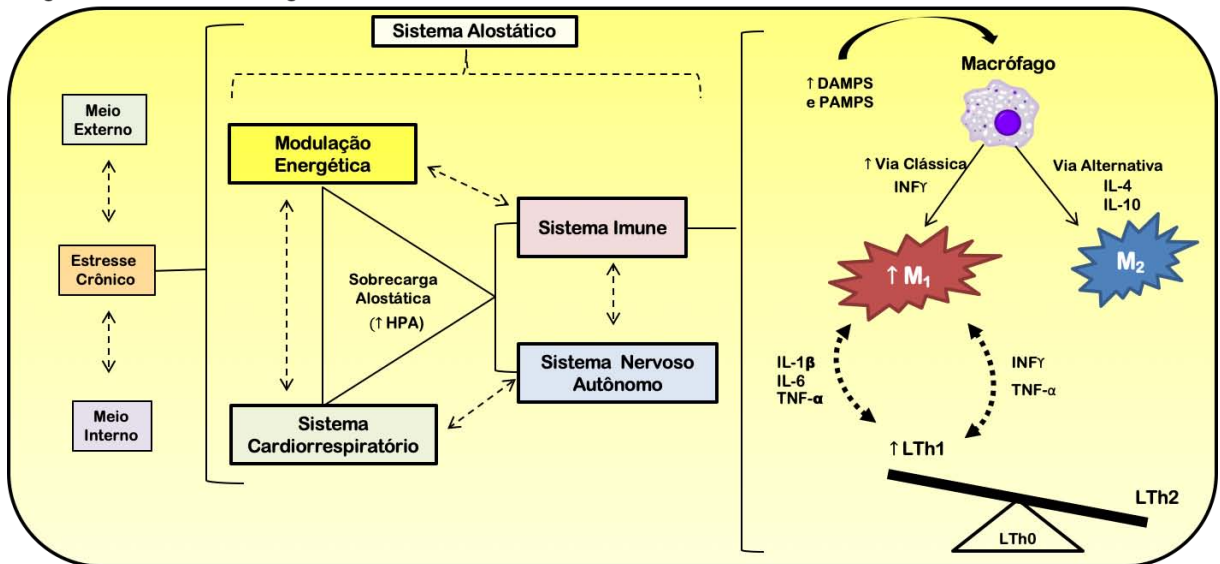 Sistema Alostático
Meio
Externo
Estresse
Crônico
Meio
Interno
Modulação
Energética
Sobrecarga
Alostática
(↑HPA)
Sistema Imune
Sistema Nervoso
Autônomo
Sistema
Cardiorrespiratório
↑DAMPS
e PAMPS
Macrófago
↑Via Clássica
INFϒ
Via Alternativa
IL-4
IL-10
↑ M₁
M₂
IL-1β
IL-6
TNF-α
INFϒ
TNF-α
↑LTh1
LTh2
LTh0